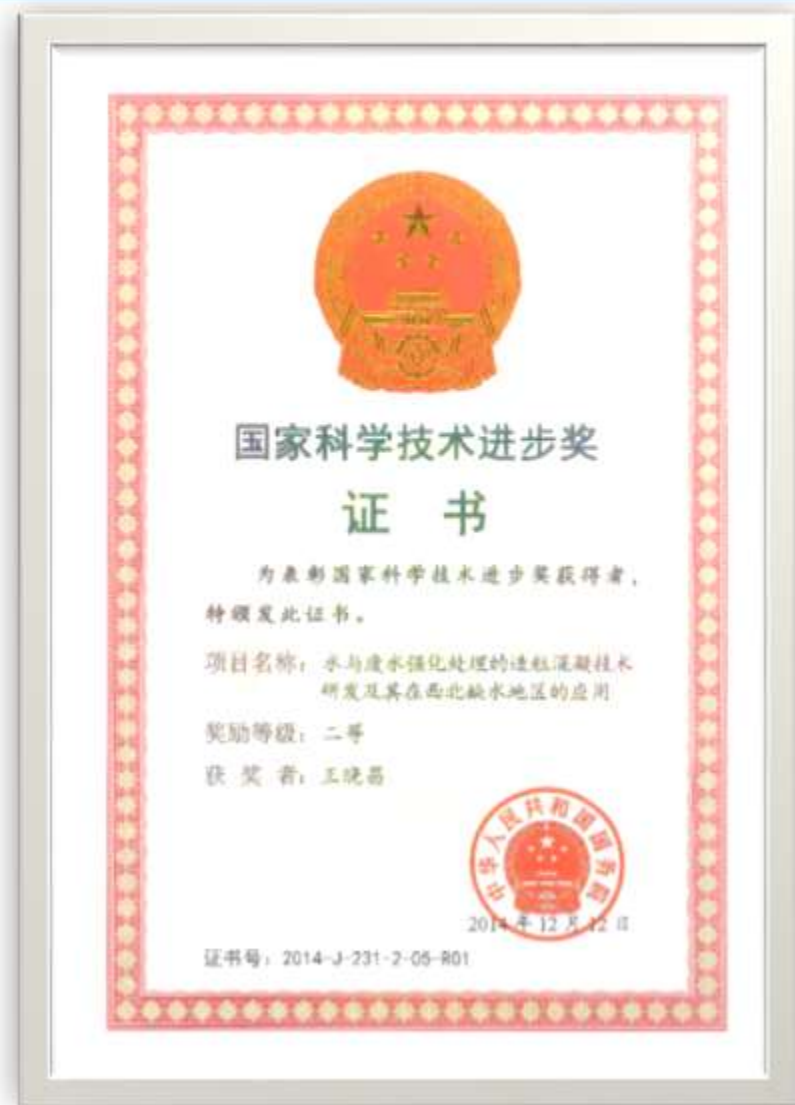 国家科学技术进步奖
证 书
为表彰国家科学技术进步奖获得者,
特颁发此证书。
项目名称: 水与废水强化处理的造粒混凝技术
研发及其在西北缺水地区的应用
奖励等级: 二等
获 奖 者: 王晓昌
中华人民共和国国务院
2014年12月12日
证书号: 2014-J-231-2-05-R01